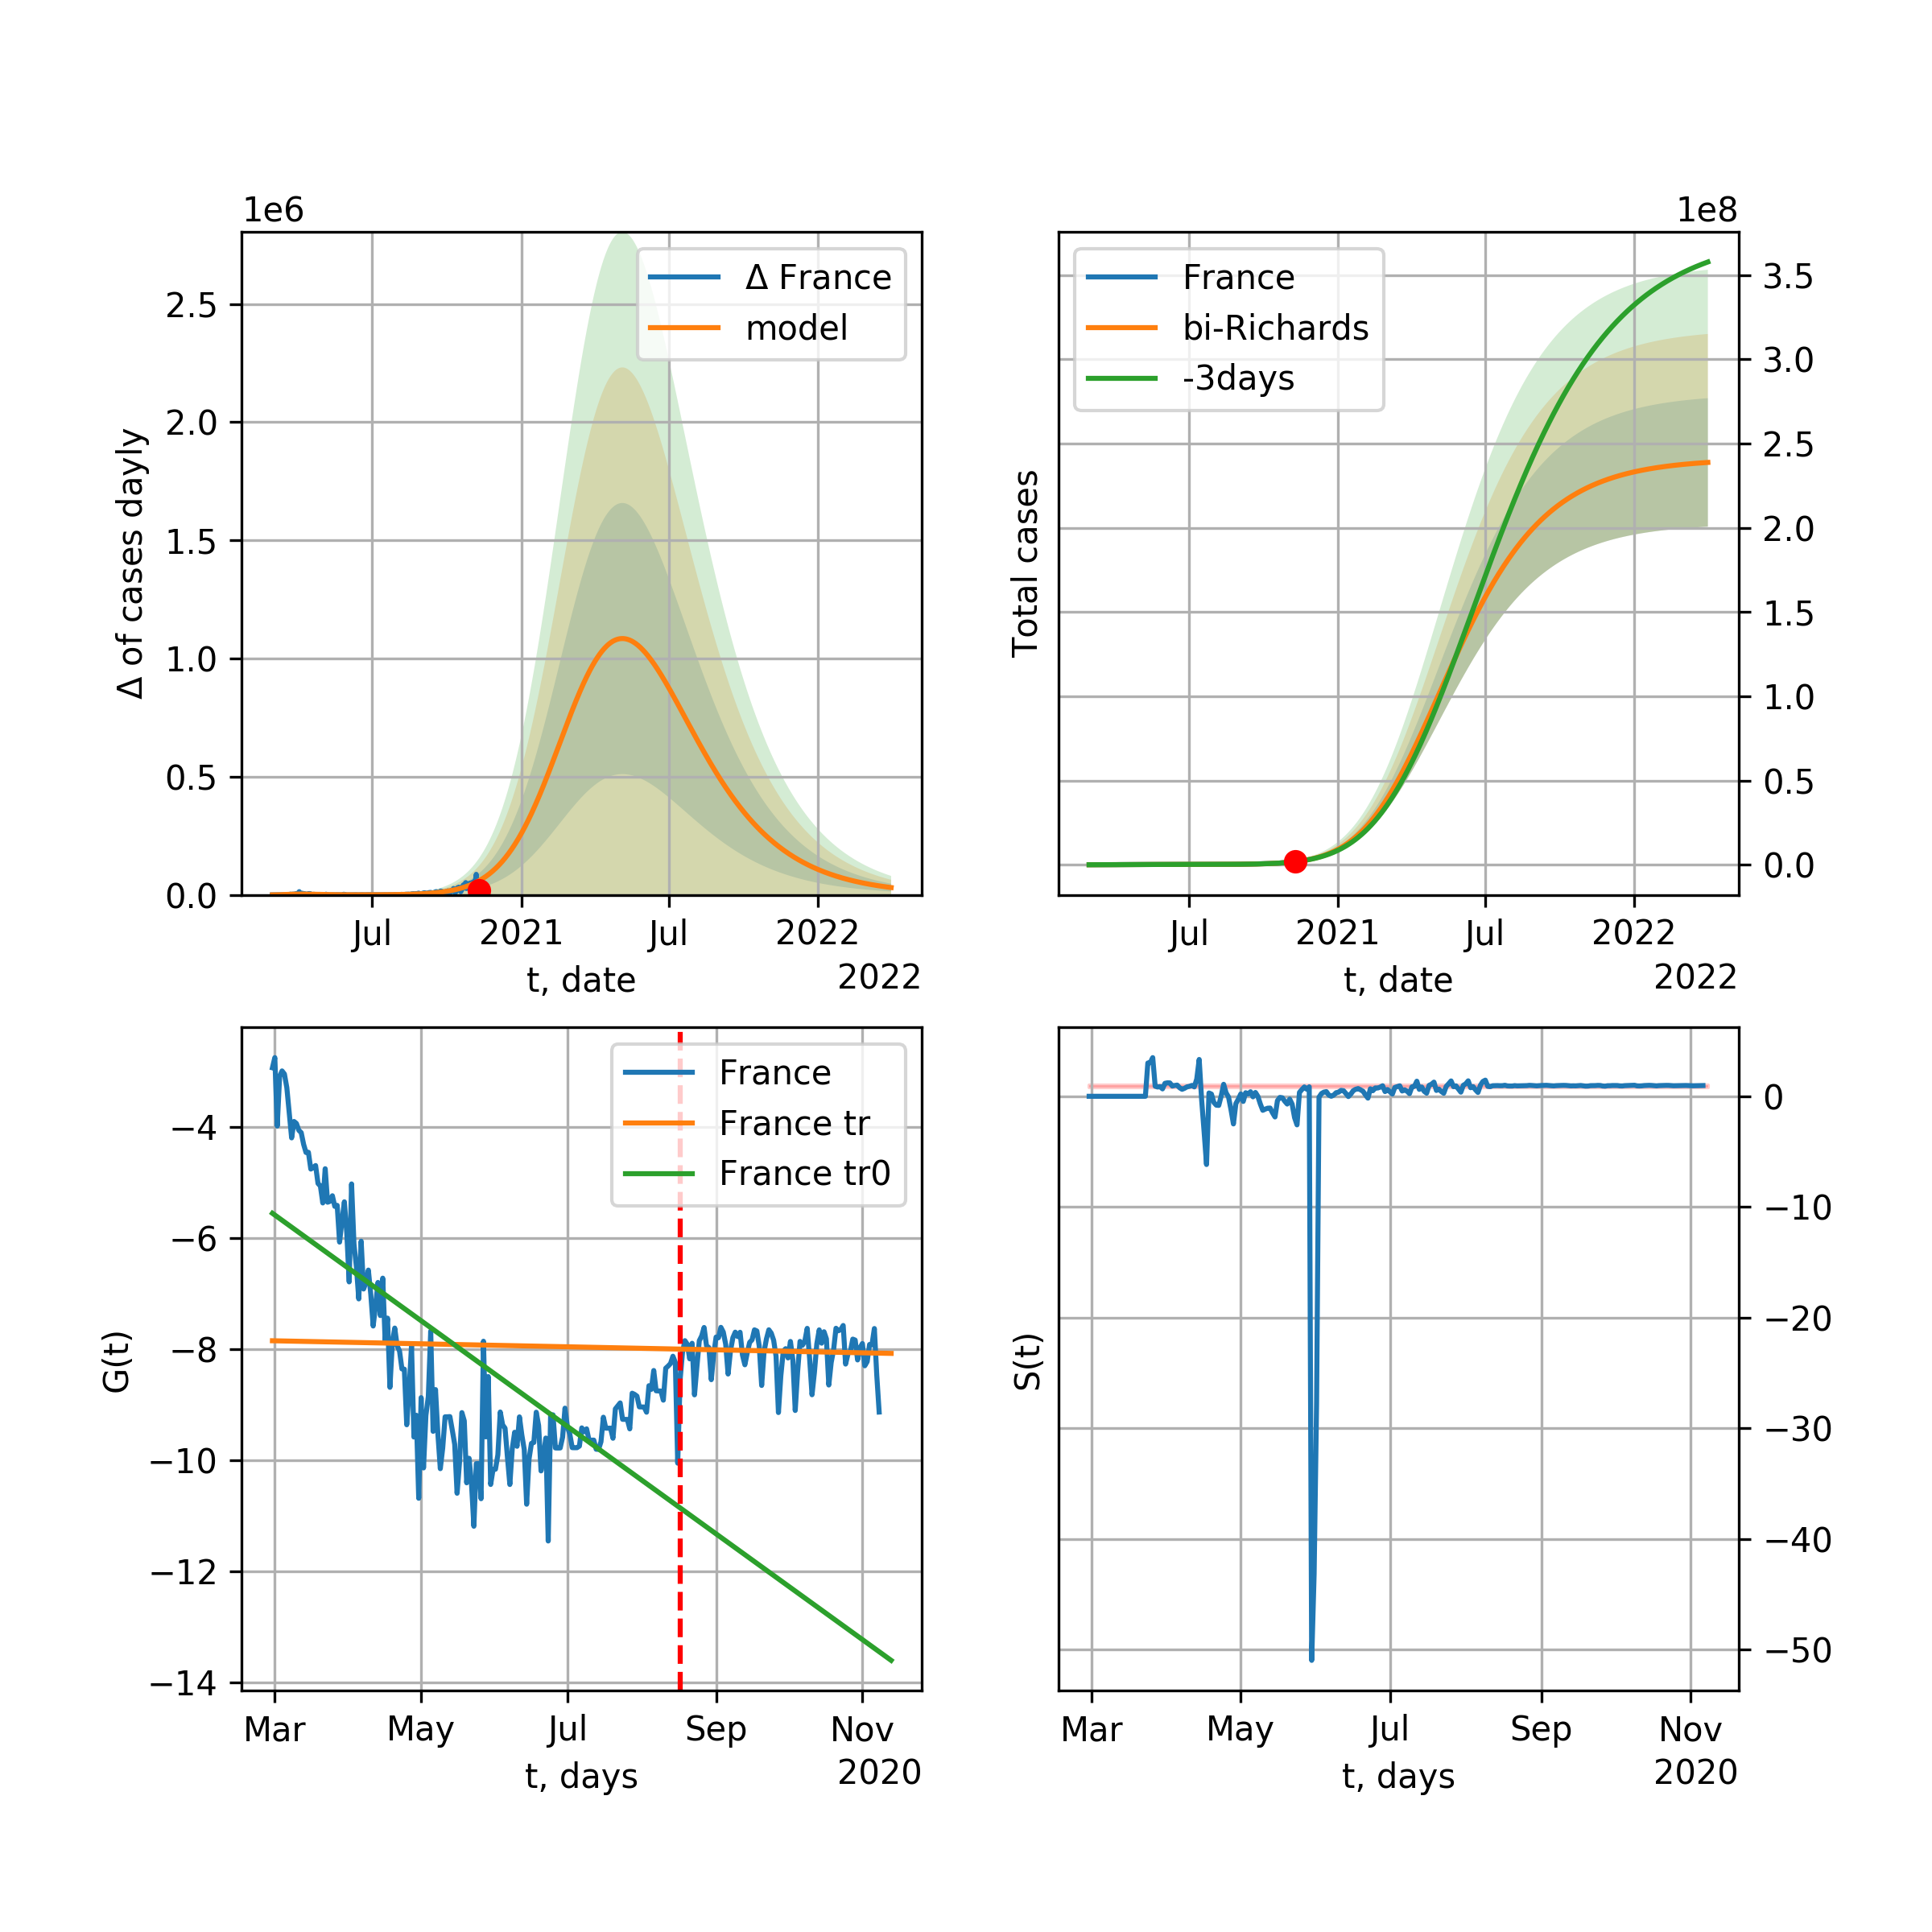 1e6
Δ of cases dayly
2.5
2.0
1.5
1.0
0.5
0.0
Δ France
model
Jul
2021
Jul
2022
t, date
2022
1e8
Total cases
France
bi-Richards
-3days
3.5
3.0
2.5
2.0
1.5
1.0
0.5
0.0
Jul
2021
Jul
2022
t, date
2022
G(t)
−4
−6
−8
−10
−12
−14
France
France tr
France tr0
Mar
May
Jul
Sep
Nov
t, days
2020
S(t)
0
−10
−20
−30
−40
−50
Mar
May
Jul
Sep
Nov
t, days
2020